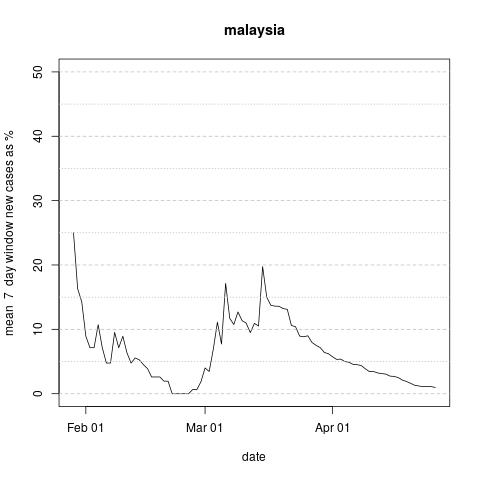 malaysia
mean  7  day window new cases as %
50
40
30
20
10
0
Feb 01
Mar 01
Apr 01
date